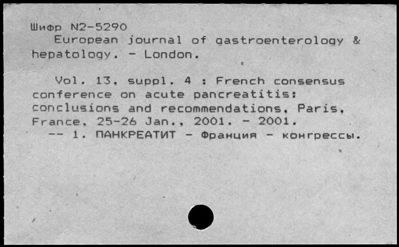 Шифр N2-5290
European journal of gastroenterology &
hepatology. - London.
Vol. 13, suppl. 4 : French consensus
conference on acute pancreatitis:
conclusions and recommendations, Paris,
France, 25-26 Jan., 2001. - 2001.
-- 1. ПАНКРЕАТИТ - Франция - конгрессы.